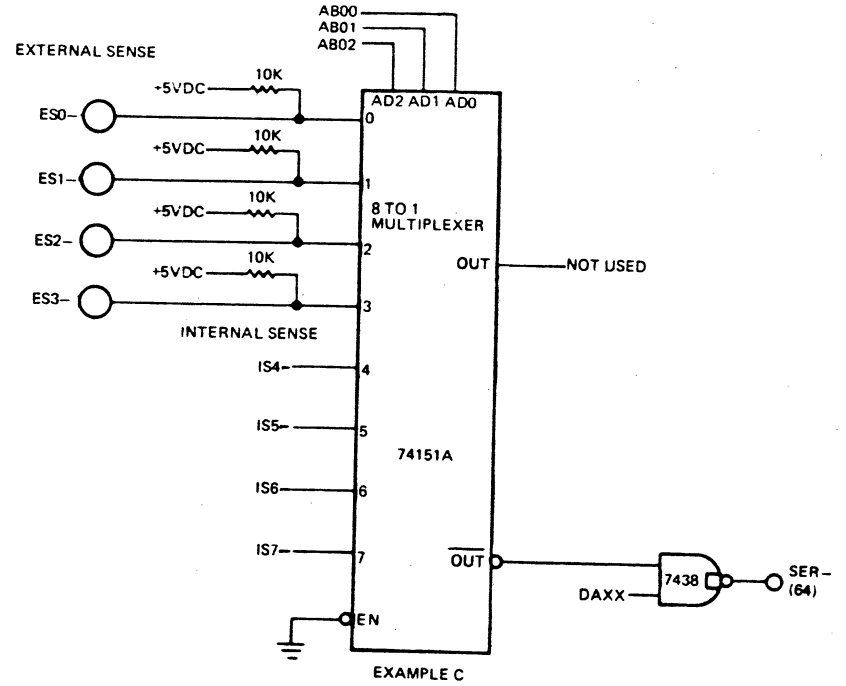 AB00
AB01
AB02
EXTERNAL SENSE
10K
+5VDC
AD2 AD1 AD0
ES0–
0
10K
+5VDC
ES1–
1
10K
+5VDC
8 TO 1
MULTIPLEXER
ES2–
2
10K
+5VDC
OUT
NOT USED
ES3–
3
INTERNAL SENSE
IS4–
4
IS5–
5
74151A
IS6–
6
IS7–
7
OUT
7438
SER–
(64)
DAXX
EN
EXAMPLE C